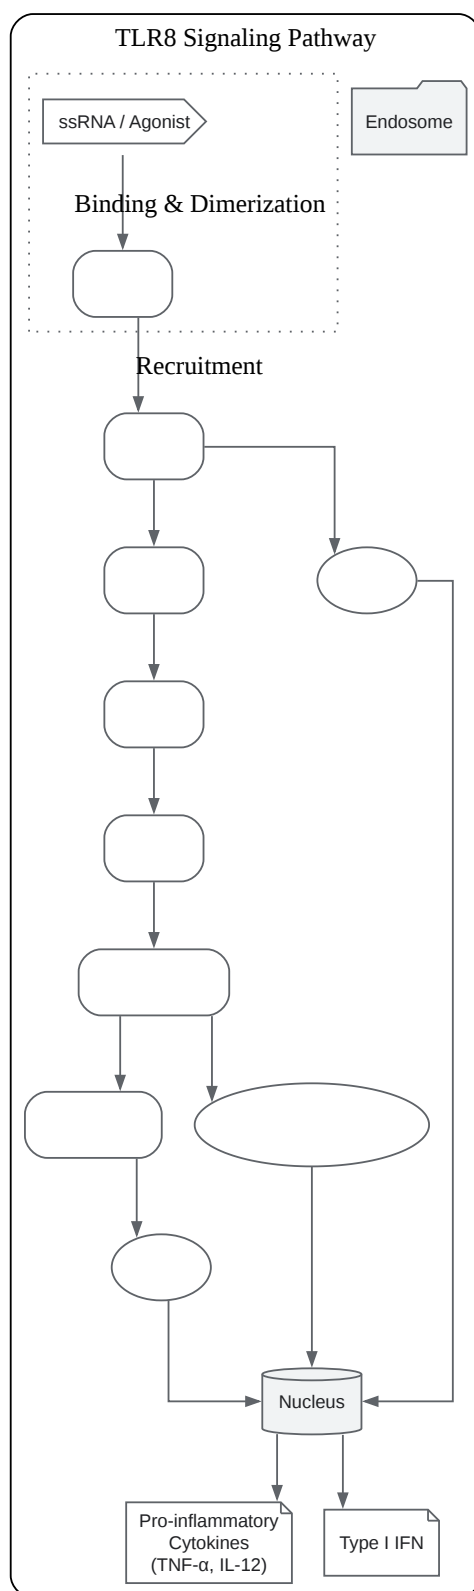 TLR8 Signaling Pathway
ssRNA / Agonist
Endosome
Binding & Dimerization
Recruitment
Nucleus
Pro-inflammatory
Cytokines
(TNF-α, IL-12)
Type I IFN